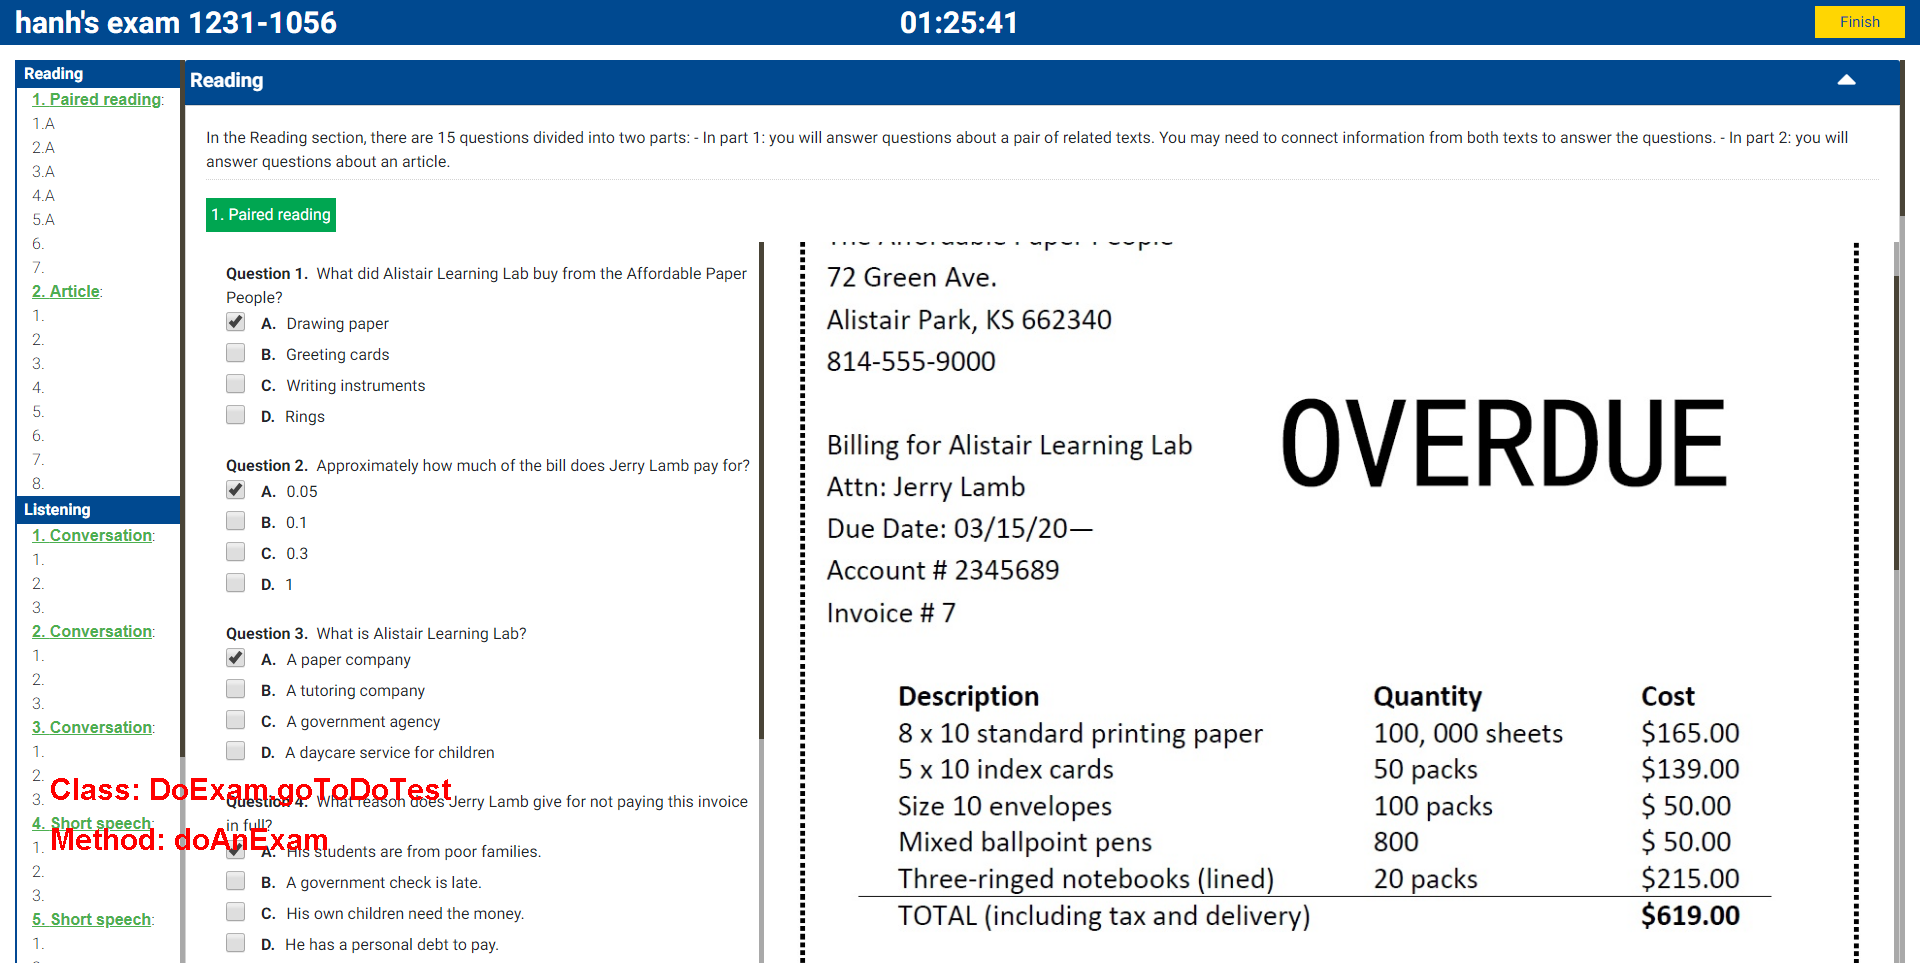 hanh's exam 1231-1056
01:25:41
Finish
Reading
1. Paired reading:
1.A
2.A
3.A
4.A
5.A
6.
7.
2. Article:
1.
2.
3.
4.
5.
6.
7.
8.
Listening
1. Conversation:
1.
2.
3.
2. Conversation:
1.
2.
3.
3. Conversation:
1.
2.
3.
4. Short speech:
1.
2.
3.
5. Short speech:
1.
Class: DoExam.goToDoTest
Method: doAnExam
Reading
In the Reading section, there are 15 questions divided into two parts: - In part 1: you will answer questions about a pair of related texts. You may need to connect information from both texts to answer the questions. - In part 2: you will
answer questions about an article.
1. Paired reading
Question 1. What did Alistair Learning Lab buy from the Affordable Paper
People?
A. Drawing paper
B. Greeting cards
C. Writing instruments
D. Rings
Question 2. Approximately how much of the bill does Jerry Lamb pay for?
A. 0.05
B. 0.1
C. 0.3
D. 1
Question 3. What is Alistair Learning Lab?
A. A paper company
B. A tutoring company
C. A government agency
D. A daycare service for children
Question 4. What reason does Jerry Lamb give for not paying this invoice
in full?
A. His students are from poor families.
B. A government check is late.
C. His own children need the money.
D. He has a personal debt to pay.
The Affordable Paper People
72 Green Ave.
Alistair Park, KS 662340
814-555-9000
OVERDUE
Billing for Alistair Learning Lab
Attn: Jerry Lamb
Due Date: 03/15/20—
Account # 2345689
Invoice # 7
Description Quantity Cost
8 x 10 standard printing paper 100, 000 sheets $165.00
5 x 10 index cards 50 packs $139.00
Size 10 envelopes 100 packs $ 50.00
Mixed ballpoint pens 800 $ 50.00
Three-ringed notebooks (lined) 20 packs $215.00
TOTAL (including tax and delivery) $619.00